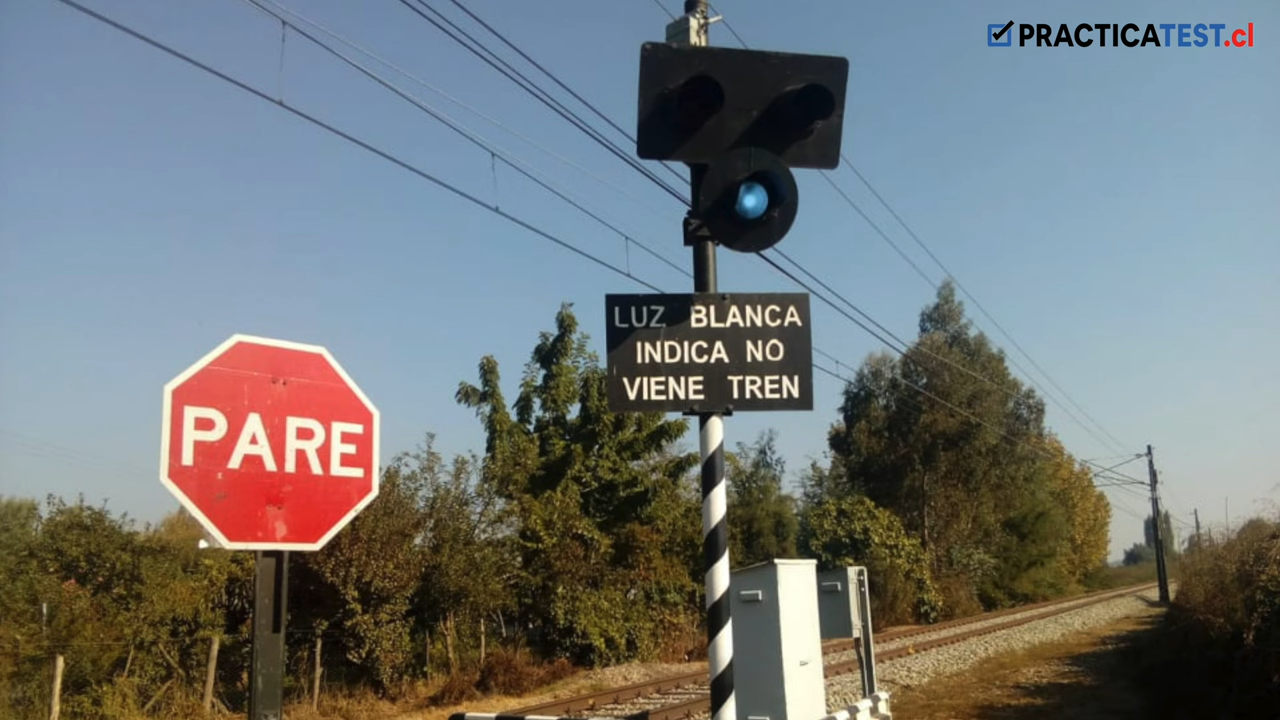 PRACTICATEST.cl
LUZ BLANCA
INDICA NO
VIENE TREN
PARE